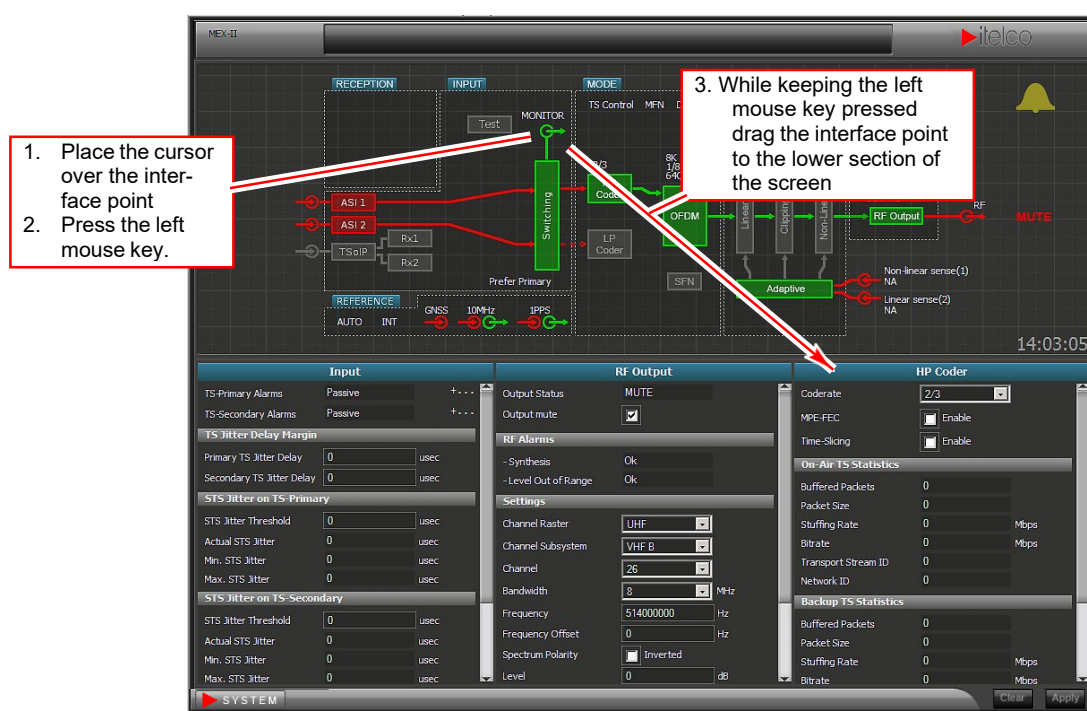 MEX-II
itelco
RECEPTION
INPUT
MODE
TS Control MFN D
3. While keeping the left
mouse key pressed
drag the interface point
to the lower section of
the screen
1. Place the cursor
over the inter-
face point
2. Press the left
mouse key.
Test
MONITOR
2/3
8K
1/8
64Q
Coder
ASI 1
ASI 2
TSoIP
Rx1
Rx2
Switching
LP
Coder
OFDM
SFN
Linear
Clipping
Non-Line
RF Output
RF
MUTE
Adaptive
Non-linear sense(1)
NA
Linear sense(2)
NA
Prefer Primary
REFERENCE
AUTO INT
GNSS 10MHz 1PPS
14:03:05
Input
TS-Primary Alarms Passive +---
TS-Secondary Alarms Passive +---
TS Jitter Delay Margin
Primary TS Jitter Delay 0 usec
Secondary TS Jitter Delay 0 usec
STS Jitter on TS-Primary
STS Jitter Threshold 0 usec
Actual STS Jitter 0 usec
Min. STS Jitter 0 usec
Max. STS Jitter 0 usec
STS Jitter on TS-Secondary
STS Jitter Threshold 0 usec
Actual STS Jitter 0 usec
Min. STS Jitter 0 usec
Max. STS Jitter 0 usec
RF Output
Output Status MUTE
Output mute
RF Alarms
- Synthesis Ok
- Level Out of Range Ok
Settings
Channel Raster UHF
Channel Subsystem VHF B
Channel 26
Bandwidth 8 MHz
Frequency 514000000 Hz
Frequency Offset 0 Hz
Spectrum Polarity Inverted
Level 0 dB
HP Coder
Coderate 2/3
MPE-FEC Enable
Time-Slicing Enable
On-Air TS Statistics
Buffered Packets 0
Packet Size 0
Stuffing Rate 0 Mbps
Bitrate 0 Mbps
Transport Stream ID 0
Network ID 0
Backup TS Statistics
Buffered Packets 0
Packet Size 0
Stuffing Rate 0 Mbps
Bitrate 0 Mbps
SYSTEM
Clear Apply